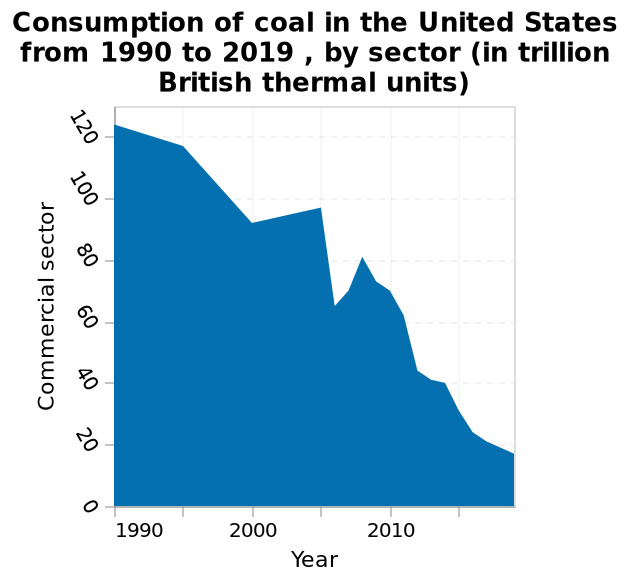 Consumption of coal in the United States
from 1990 to 2019 , by sector (in trillion
British thermal units)
120
100
80
60
40
20
0
Commercial sector
1990 2000 2010
Year